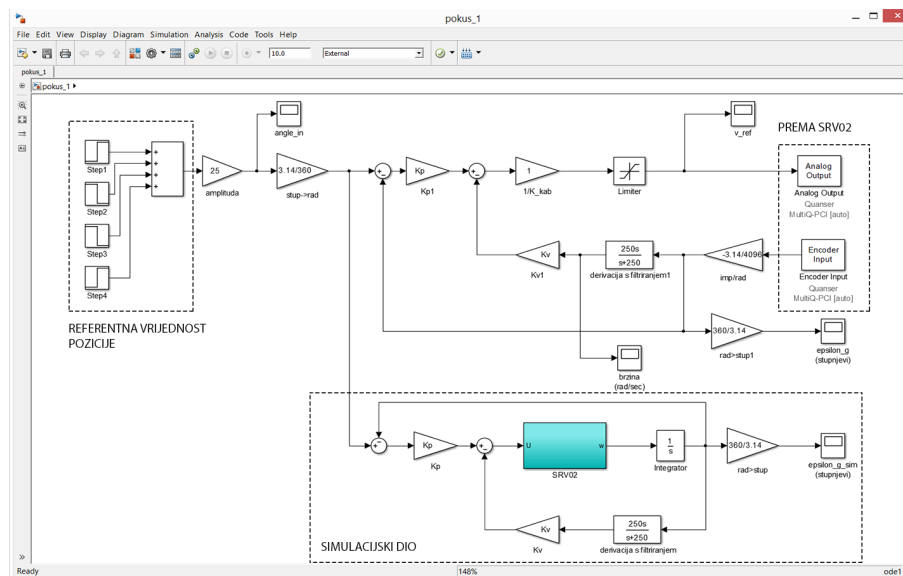 pokus_1
File Edit View Display Diagram Simulation Analysis Code Tools Help
10.0
External
pokus_1
pokus_1
Step1
Step2
Step3
Step4
+
+
+
+
25
amplituda
angle_in
3.14/360
stup->rad
+
-
Kp
Kp1
+
-
1
1/K_kab
Limiter
v_ref
PREMA SRV02
Analog
Output
Analog Output
Quanser
MultiQ-PCI [auto]
Encoder
Input
Encoder Input
Quanser
MultiQ-PCI [auto]
-3.14/4096
imp/rad
250s
s+250
derivacija s filtriranjem1
Kv
Kv1
REFERENTNA VRIJEDNOST
POZICIJE
360/3.14
rad>stup1
epsilon_g
(stupnjevi)
brzina
(rad/sec)
+
-
Kp
Kp
+
-
U
w
SRV02
1
s
Integrator
360/3.14
rad>stup
epsilon_g_sim
(stupnjevi)
Kv
Kv
250s
s+250
derivacija s filtriranjem
SIMULACIJSKI DIO
Ready
148%
ode1